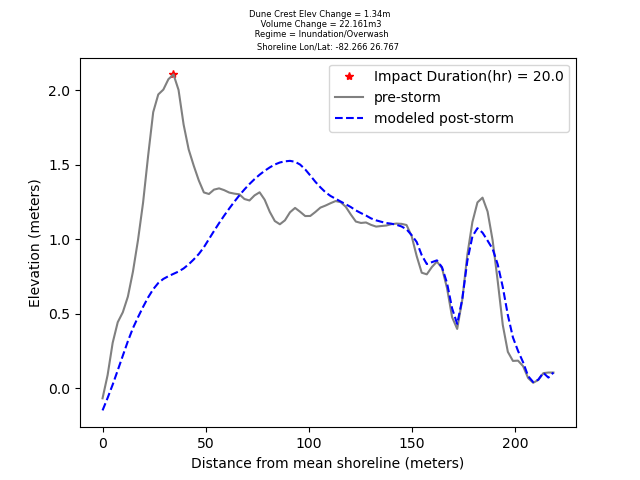 Dune Crest Elev Change = 1.34m
Volume Change = 22.161m3
Regime = Inundation/Overwash
Shoreline Lon/Lat: -82.266 26.767
Impact Duration(hr) = 20.0
pre-storm
modeled post-storm
Elevation (meters)
2.0
1.5
1.0
0.5
0.0
0
50
100
150
200
Distance from mean shoreline (meters)